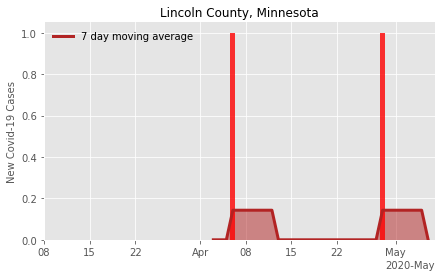 Lincoln County, Minnesota
7 day moving average
New Covid-19 Cases
1.0
0.8
0.6
0.4
0.2
0.0
08 15 22 Apr 08 15 22 May
2020-May